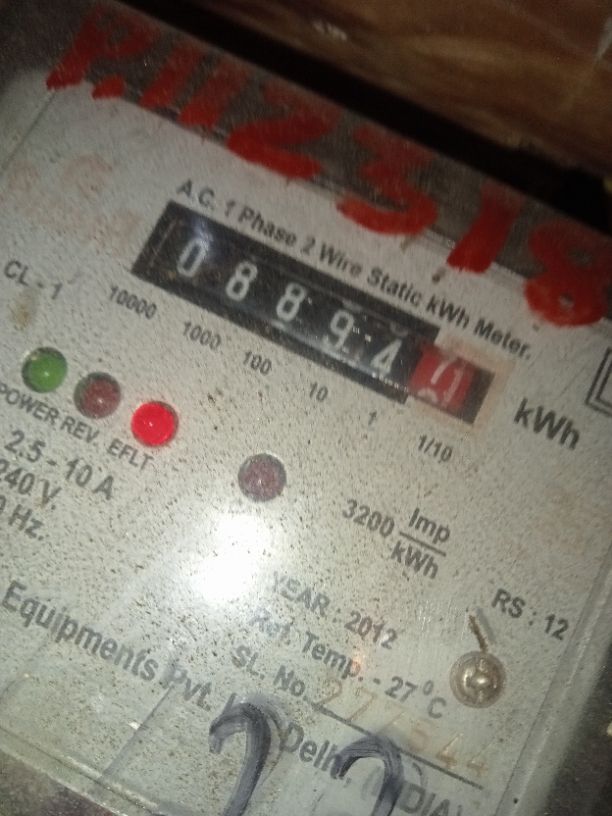 P.112318
A.C. 1 Phase 2 Wire Static kWh Meter.
08894
CL - 1
10000 1000 100 10 1 1/10
kWh
POWER REV. EFLT
2.5 - 10 A
240 V.
Hz.
3200 Imp
kWh
YEAR : 2012
RS : 12
Ref. Temp. - 27 °C
SL. No.
Equipments Pvt. Delhi, (INDIA)